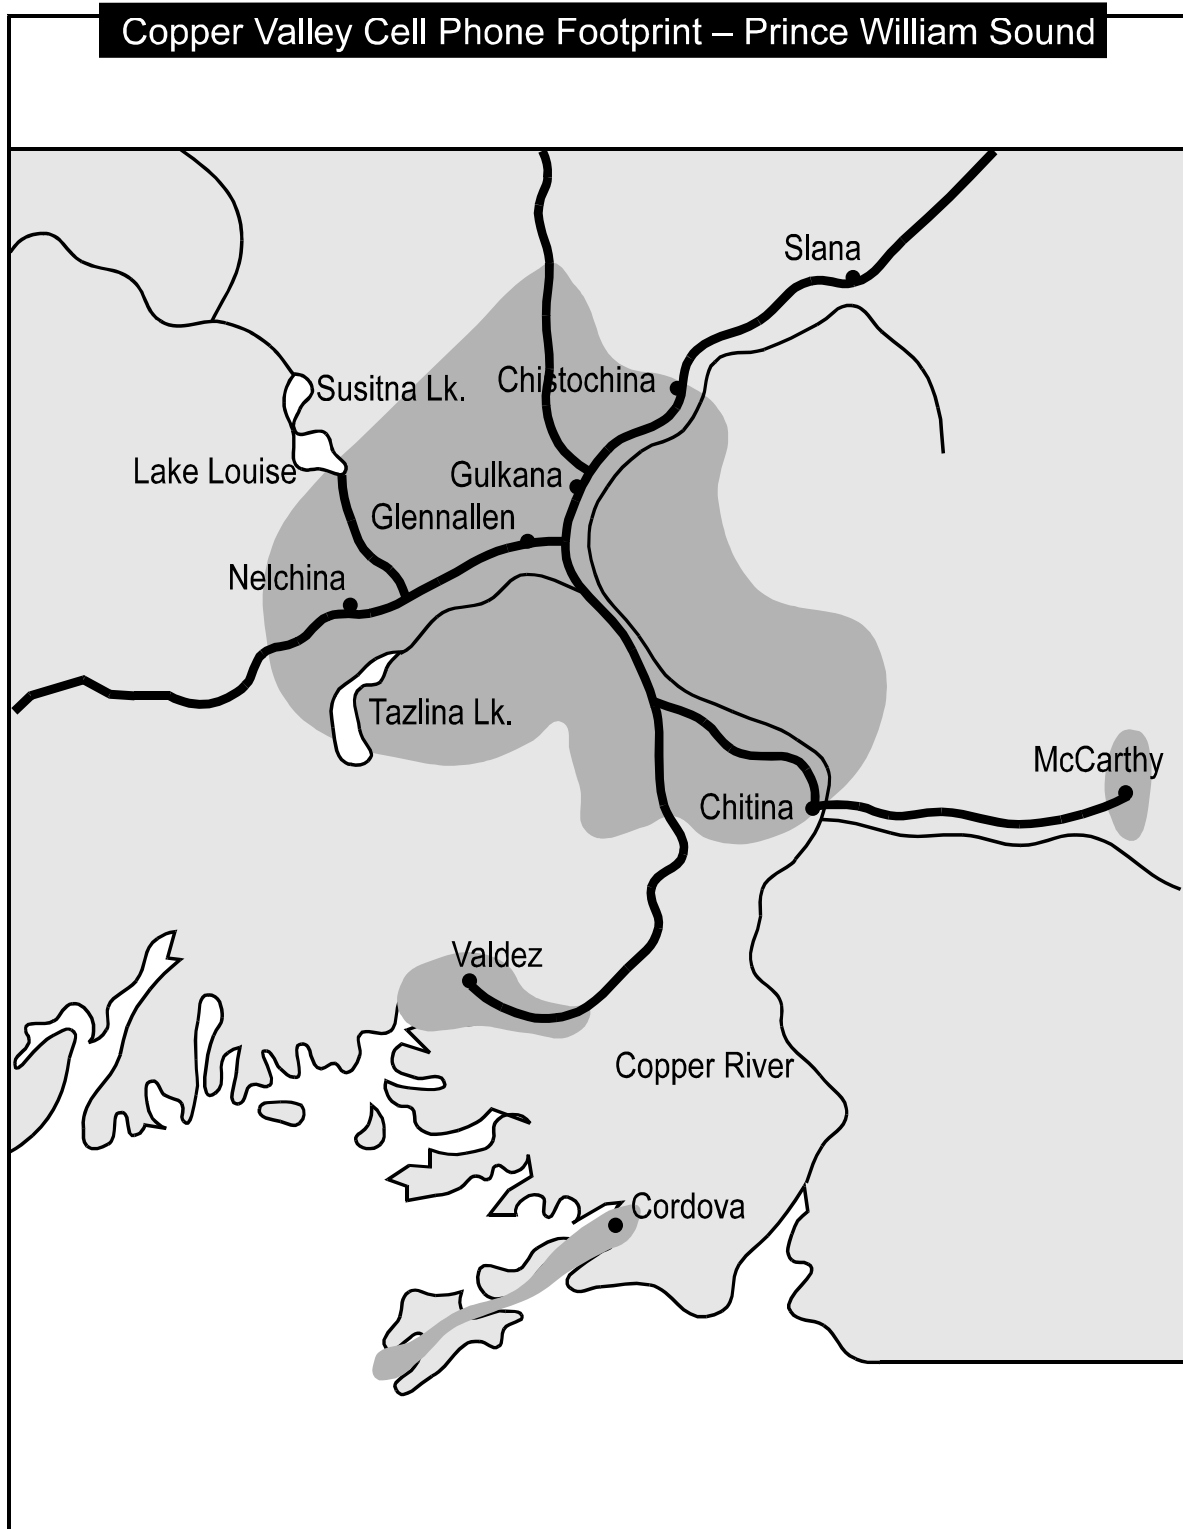 Copper Valley Cell Phone Footprint – Prince William Sound
Slana
Susitna Lk.
Chistochina
Lake Louise
Gulkana
Glennallen
Nelchina
Tazlina Lk.
McCarthy
Chitina
Valdez
Copper River
Cordova